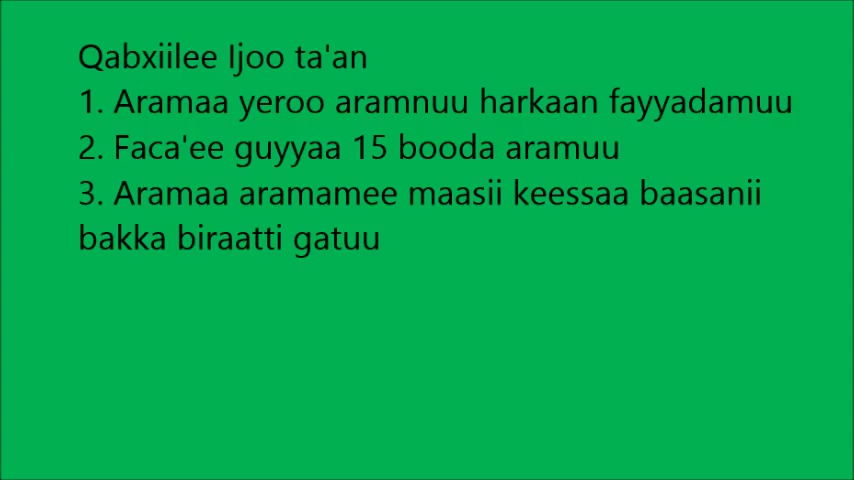 Qabxiilee Ijoo ta'an
1. Aramaa yeroo aramnuu harkaan fayyadamuu
2. Faca'ee guyyaa 15 booda aramuu
3. Aramaa aramamee maasii keessaa baasanii
bakka biraatti gatuu